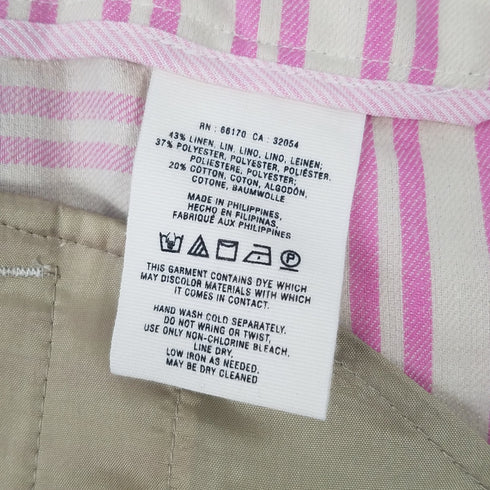 RN : 66170 CA : 32054
43% LINEN, LIN, LINO, LINO, LEINEN;
37% POLYESTER, POLYESTER, POLIÉSTER,
POLIESTERE, POLYESTER;
20% COTTON, COTON, ALGODÓN,
COTONE, BAUMWOLLE
MADE IN PHILIPPINES,
HECHO EN FILIPINAS,
FABRIQUÉ AUX PHILIPPINES
P
THIS GARMENT CONTAINS DYE WHICH
MAY DISCOLOR MATERIALS WITH WHICH
IT COMES IN CONTACT.
HAND WASH COLD SEPARATELY.
DO NOT WRING OR TWIST,
USE ONLY NON-CHLORINE BLEACH.
LINE DRY.
LOW IRON AS NEEDED.
MAY BE DRY CLEANED